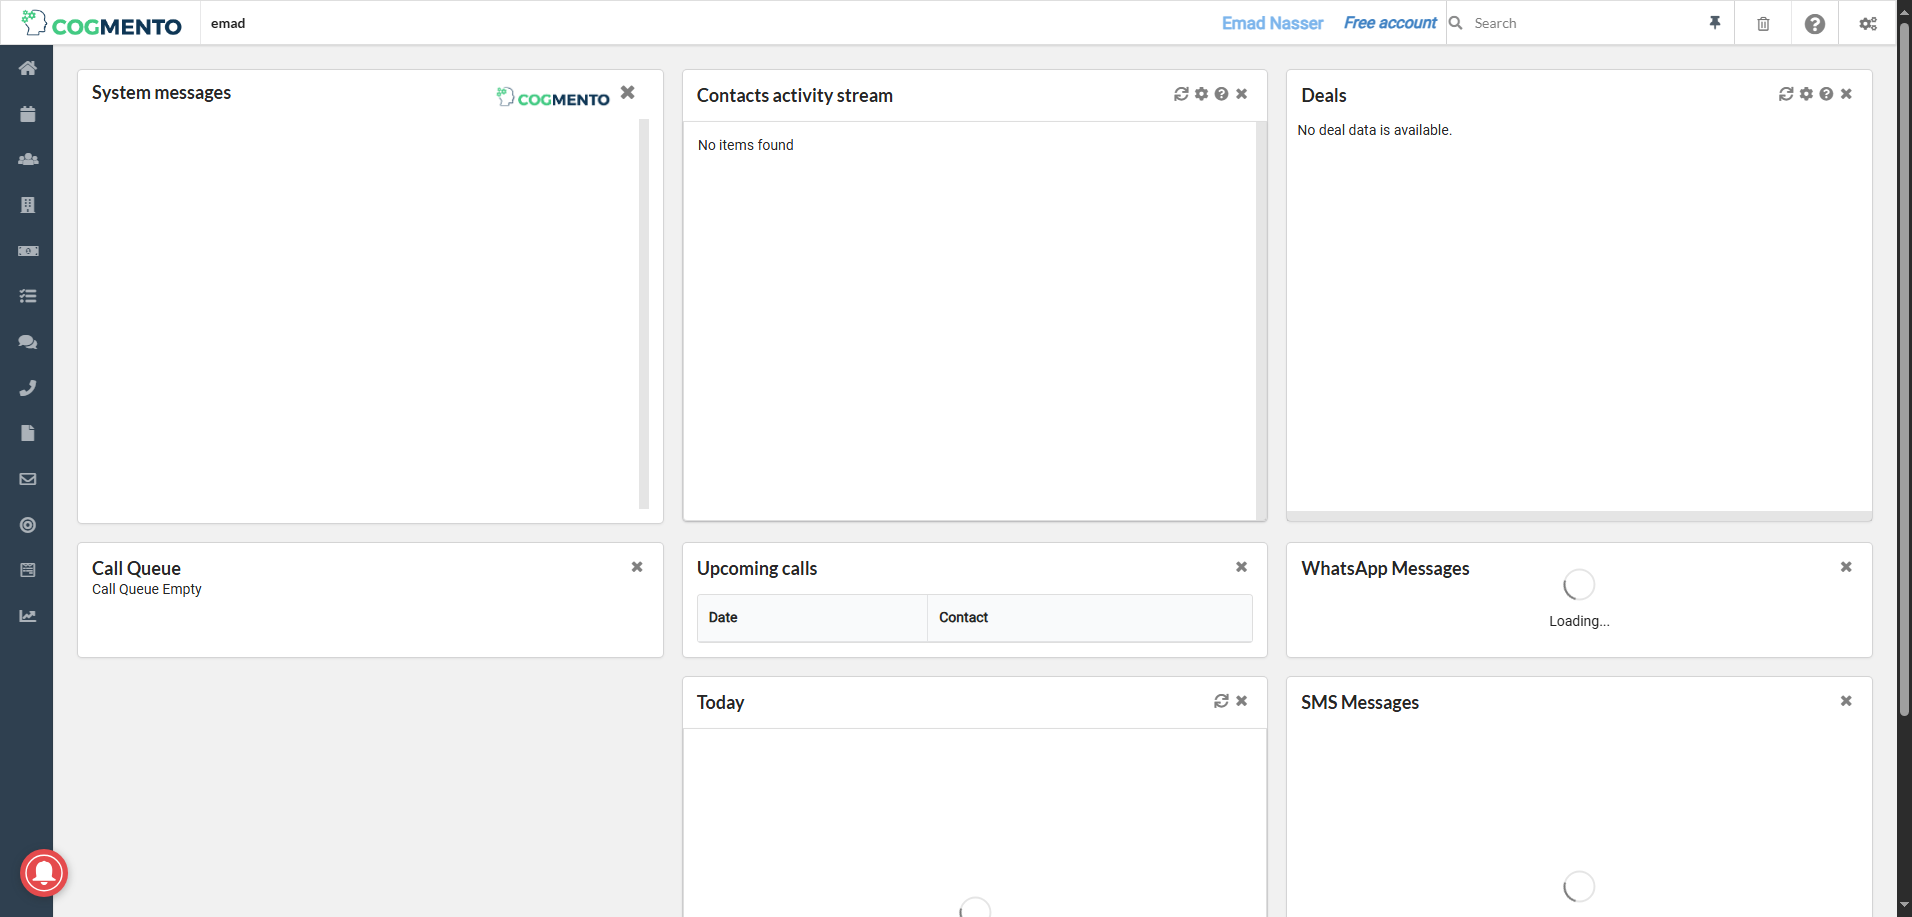 COGMENTO
emad
Emad Nasser
Free account
Search
System messages
COGMENTO
Contacts activity stream
No items found
Deals
No deal data is available.
Call Queue
Call Queue Empty
Upcoming calls
Date
Contact
WhatsApp Messages
Loading...
Today
SMS Messages